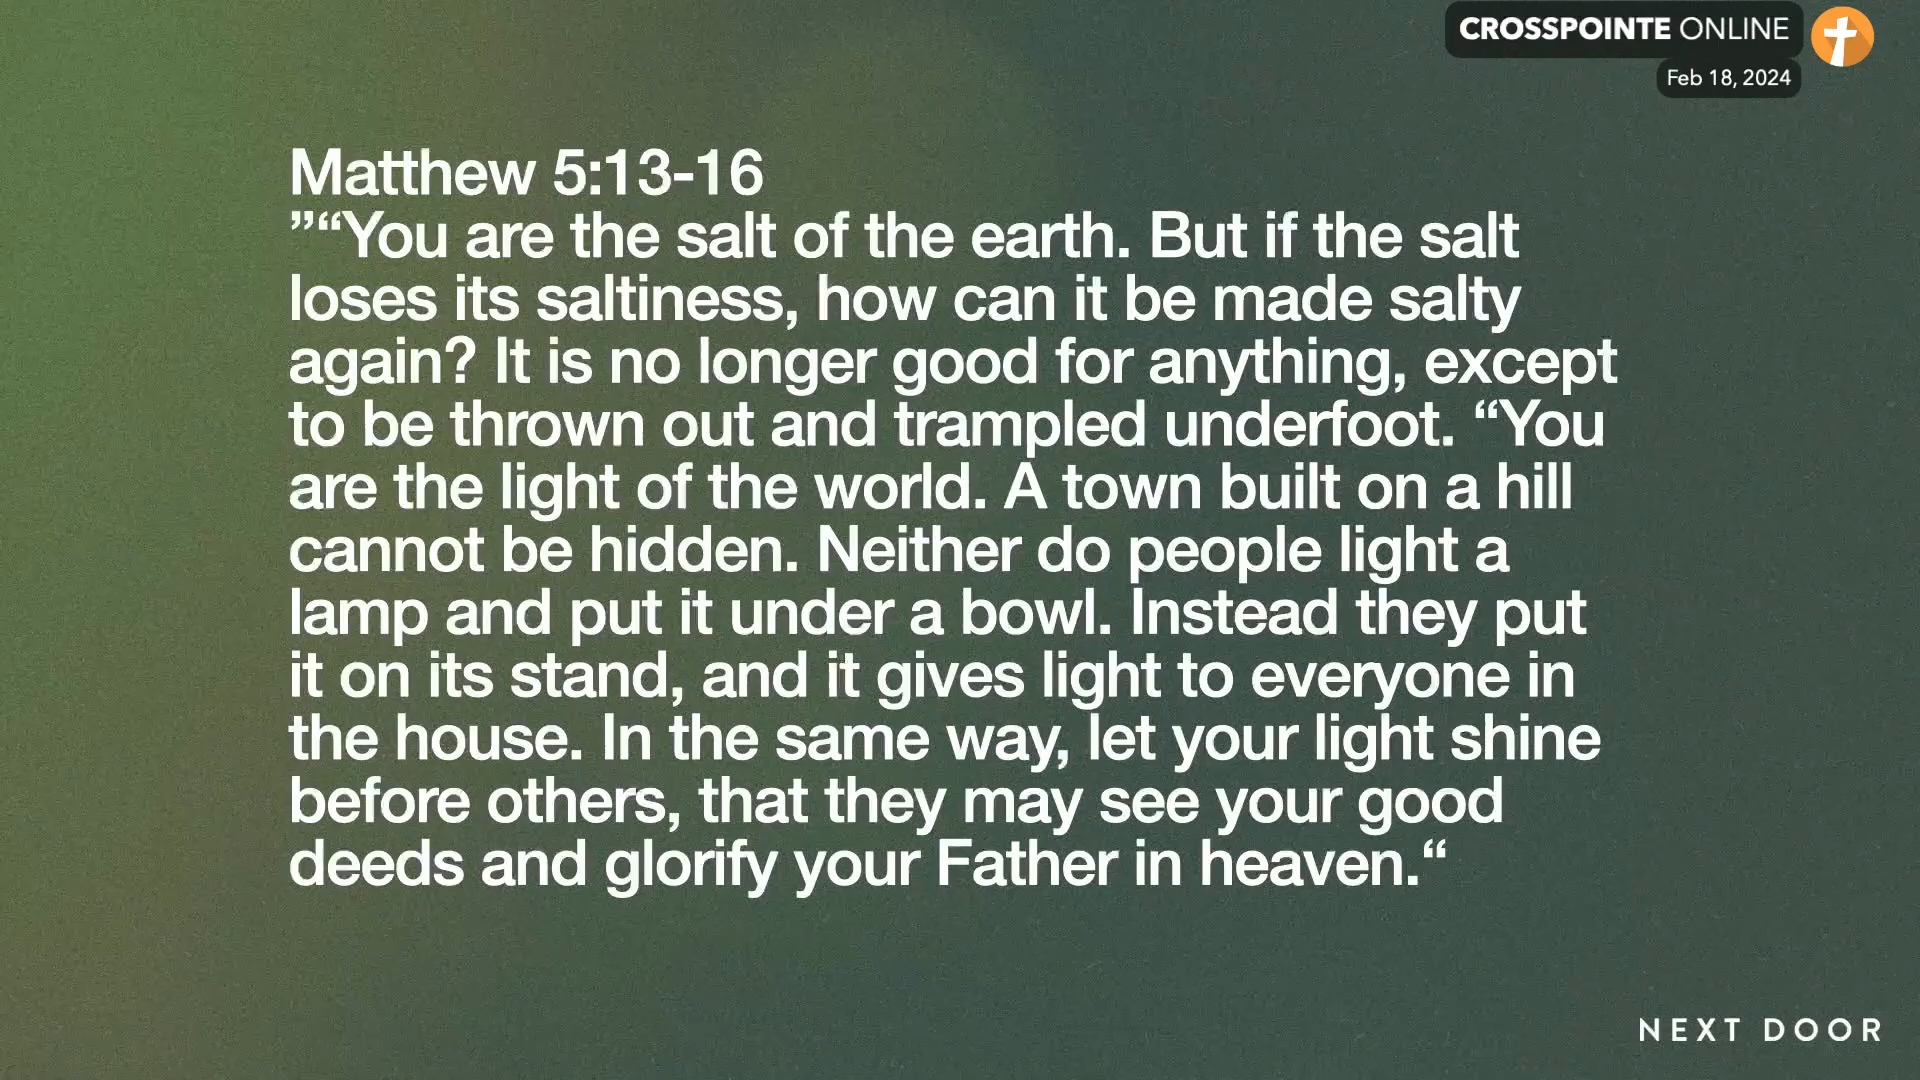 CROSSPOINTE ONLINE
Feb 18, 2024
Matthew 5:13-16
”“You are the salt of the earth. But if the salt
loses its saltiness, how can it be made salty
again? It is no longer good for anything, except
to be thrown out and trampled underfoot. “You
are the light of the world. A town built on a hill
cannot be hidden. Neither do people light a
lamp and put it under a bowl. Instead they put
it on its stand, and it gives light to everyone in
the house. In the same way, let your light shine
before others, that they may see your good
deeds and glorify your Father in heaven.“
NEXT DOOR